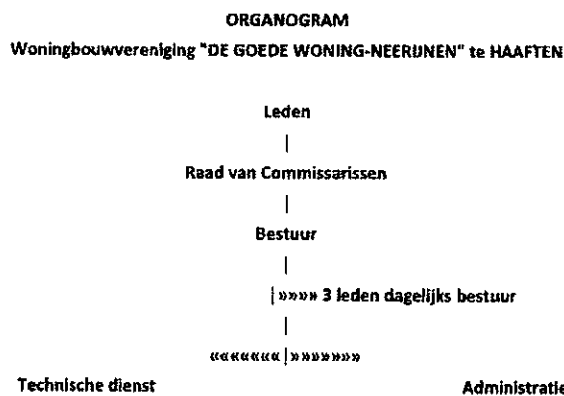 ORGANOGRAM
Woningbouwvereniging "DE GOEDE WONING-NEERIJNEN" te HAAFTEN
Leden
|
Raad van Commissarissen
|
Bestuur
|
|»»»» 3 leden dagelijks bestuur
|
«««««««|»»»»»»»
Technische dienst Administratie